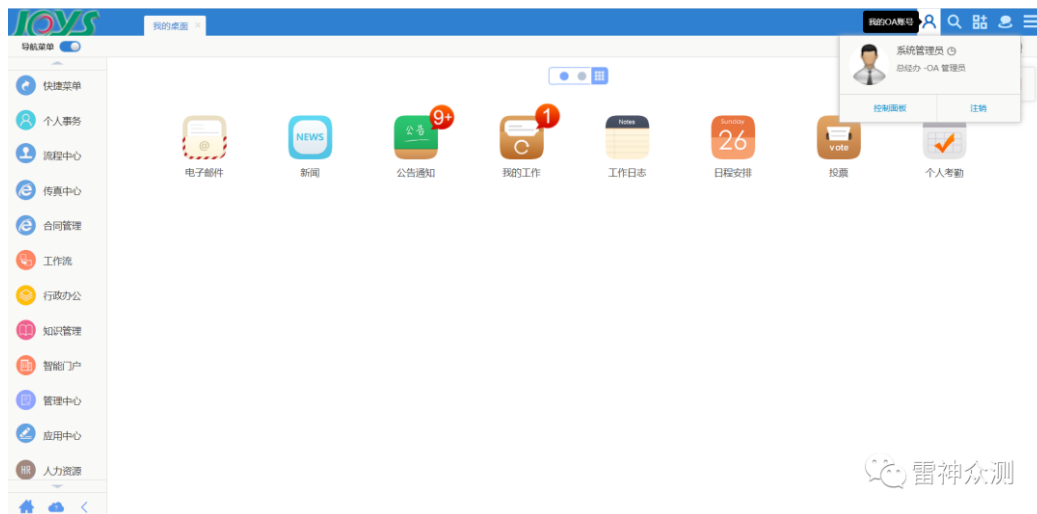 JOYS
我的桌面 ×
我的OA账号
导航菜单
系统管理员
总经办 -OA 管理员
控制面板 注销
快捷菜单
个人事务
流程中心
传真中心
合同管理
工作流
行政办公
知识管理
智能门户
管理中心
应用中心
HR 人力资源
@
NEWS
公告
9+
1
Notes
Sunday
26
vote
电子邮件 新闻 公告通知 我的工作 工作日志 日程安排 投票 个人考勤
雷神众测